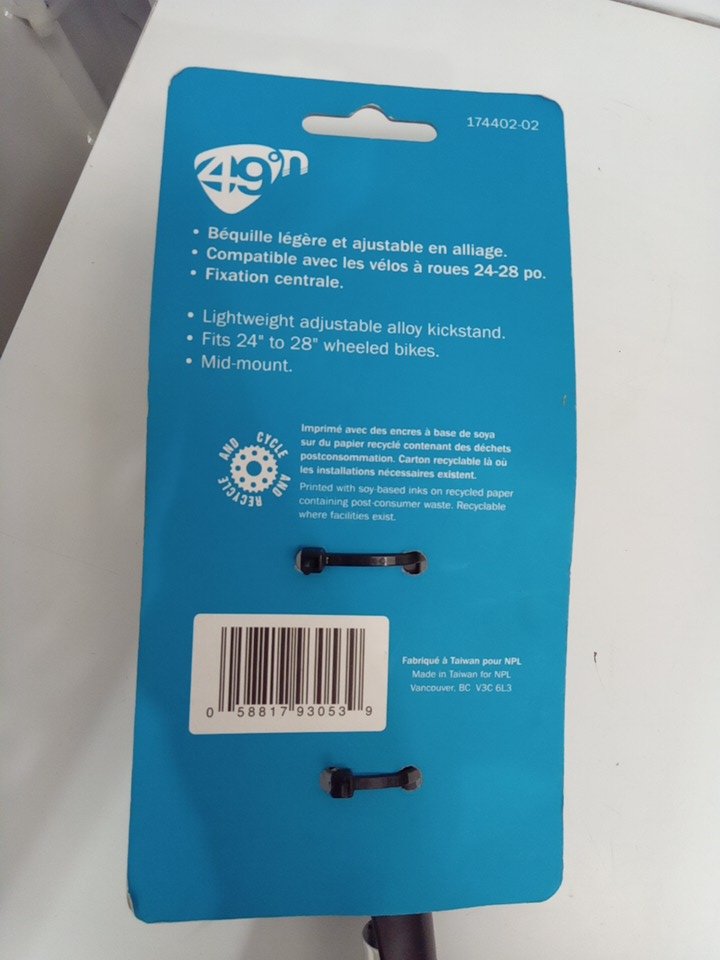 174402-02
49°n
• Béquille légère et ajustable en alliage.
• Compatible avec les vélos à roues 24-28 po.
• Fixation centrale.
• Lightweight adjustable alloy kickstand.
• Fits 24" to 28" wheeled bikes.
• Mid-mount.
CYCLE AND RECYCLE AND
Imprimé avec des encres à base de soya
sur du papier recyclé contenant des déchets
postconsommation. Carton recyclable là où
les installations nécessaires existent.
Printed with soy-based inks on recycled paper
containing post-consumer waste. Recyclable
where facilities exist.
Fabriqué à Taiwan pour NPL
Made in Taiwan for NPL
Vancouver, BC V3C 6L3
0 58817 93053 9